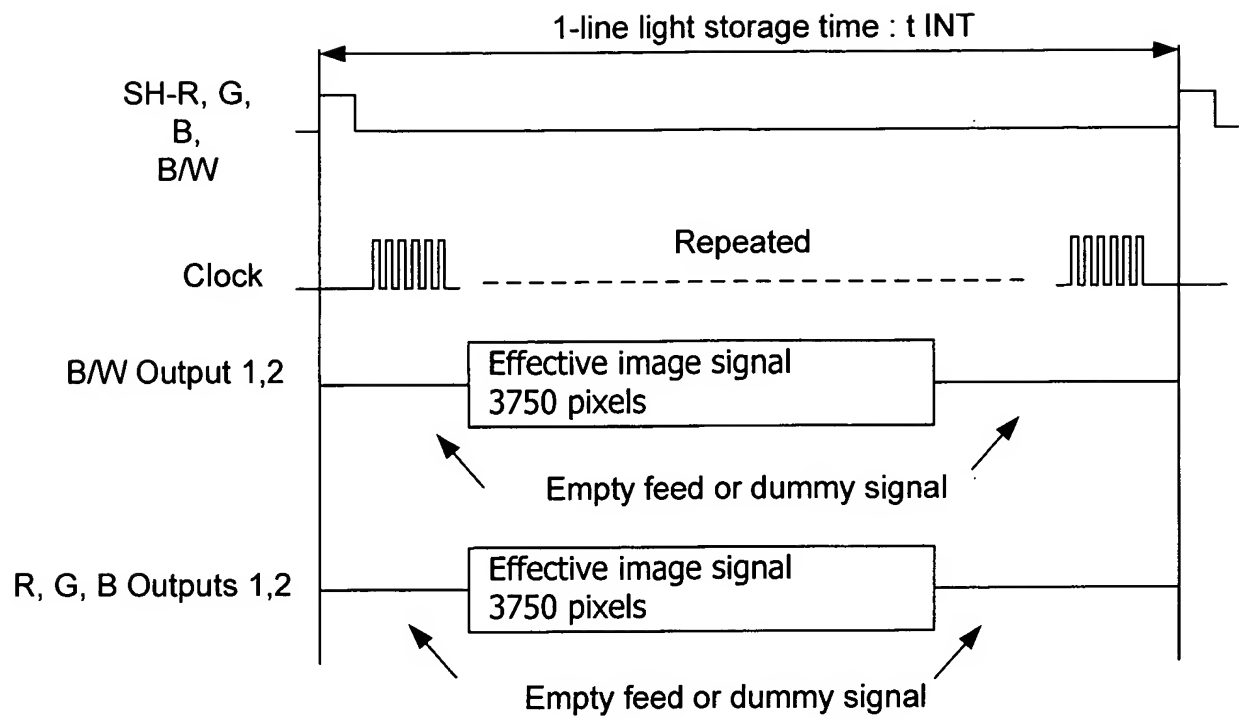 1-line light storage time : t INT
SH-R, G,
B,
B/W
Clock
Repeated
B/W Output 1,2
Effective image signal
3750 pixels
Empty feed or dummy signal
R, G, B Outputs 1,2
Effective image signal
3750 pixels
Empty feed or dummy signal